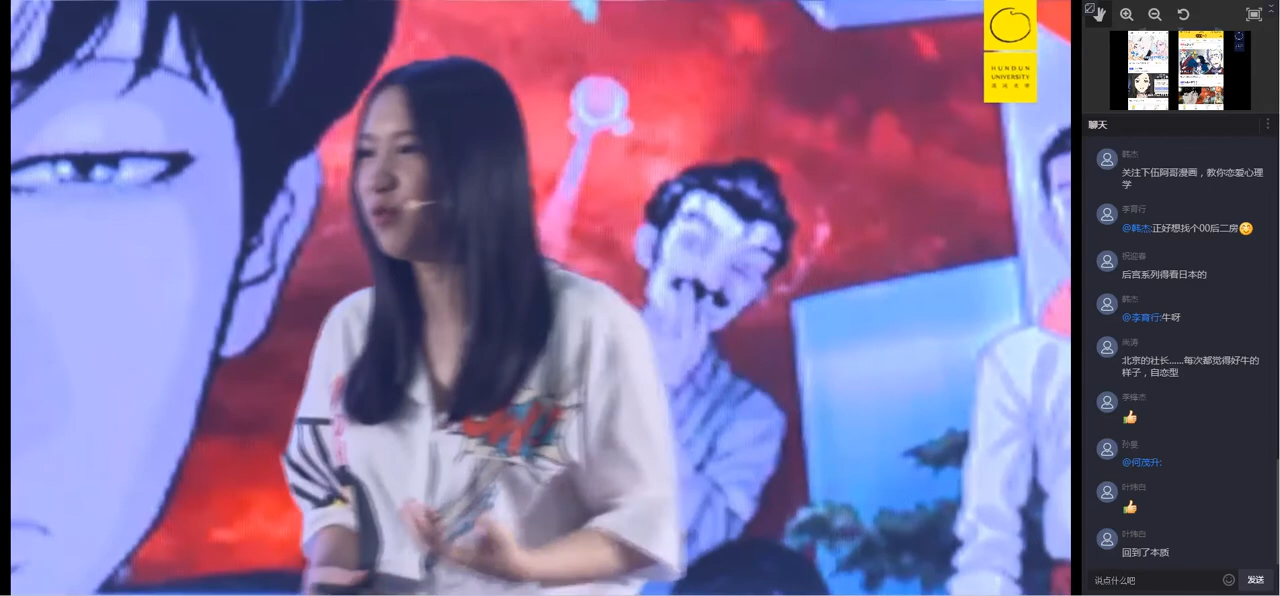 HUNDUN
UNIVERSITY
混沌大学
聊天
韩杰
关注下伍阿哥漫画，教你恋爱心理
学
李育行
@韩杰:正好想找个00后二房
祝迎春
后宫系列得看日本的
韩杰
@李育行:牛呀
尚涛
北京的社长……每次都觉得好牛的
样子，自恋型
李峰杰
孙旻
@何茂升:
叶炜白
叶炜白
回到了本质
说点什么吧
发送